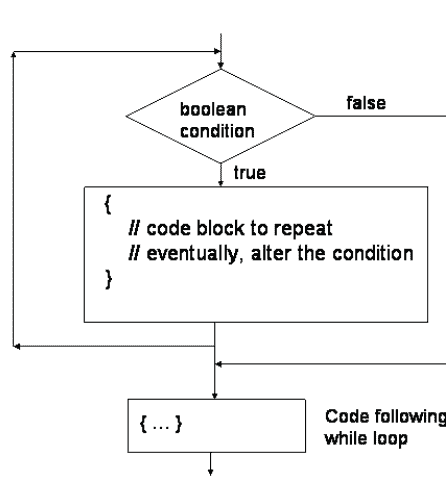 boolean
condition
false
true
{
// code block to repeat
// eventually, alter the condition
}
{ ... }
Code following
while loop